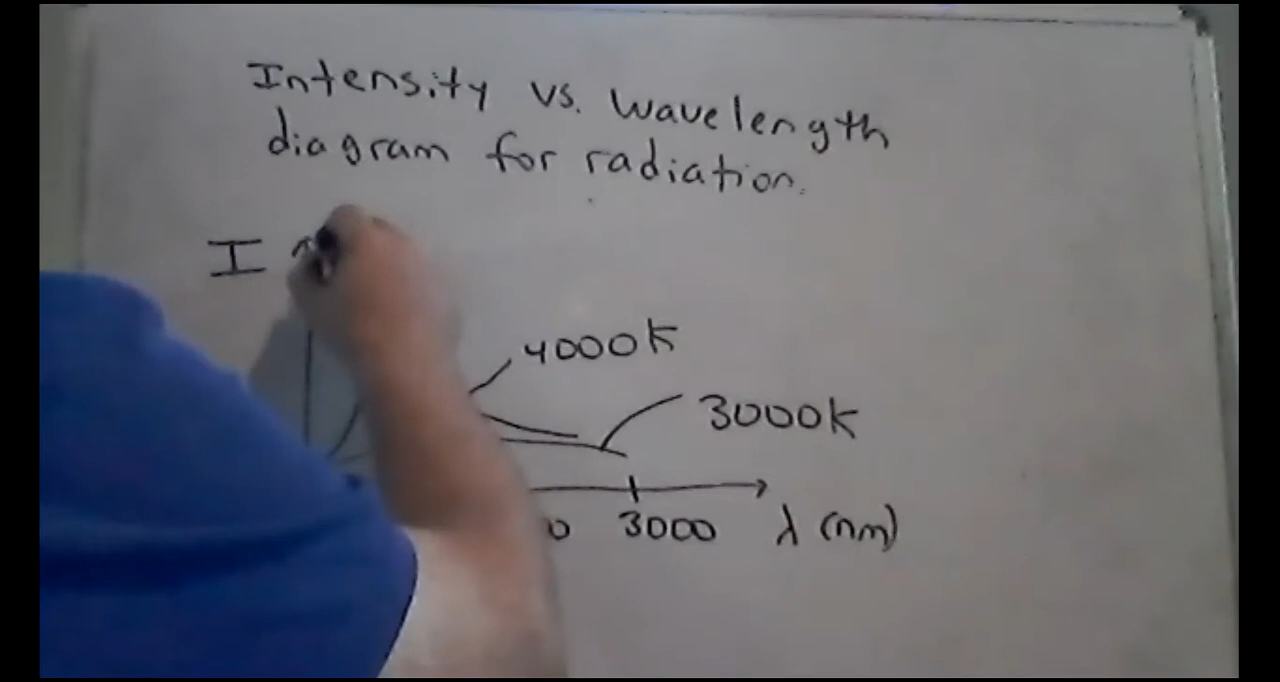 Intensity vs. wavelength
diagram for radiation.
I
4000K
3000K
3000 λ (nm)